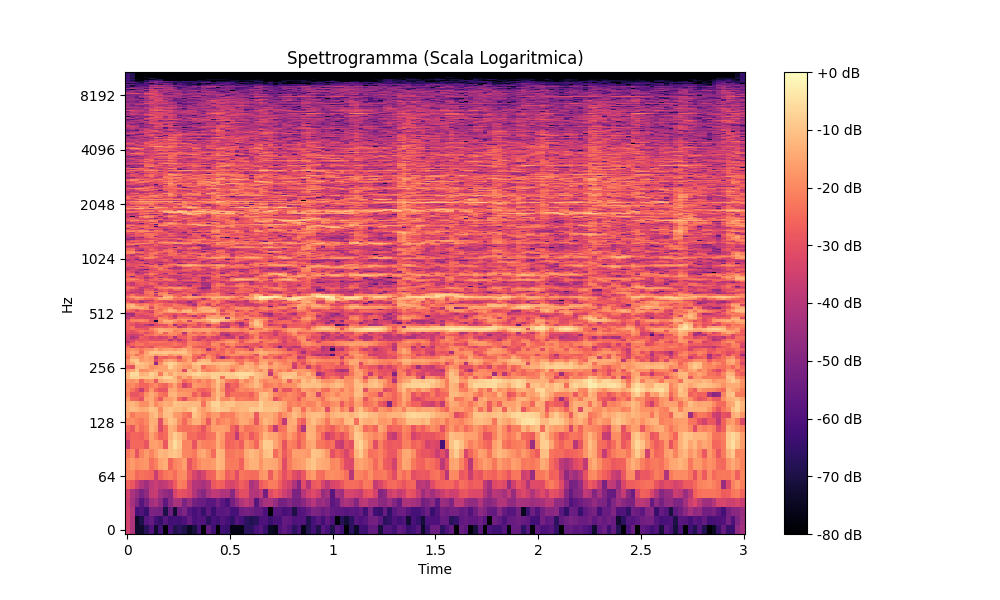 Spettrogramma (Scala Logaritmica)
Hz
8192
4096
2048
1024
512
256
128
64
0
0
0.5
1
1.5
2
2.5
3
Time
+0 dB
-10 dB
-20 dB
-30 dB
-40 dB
-50 dB
-60 dB
-70 dB
-80 dB